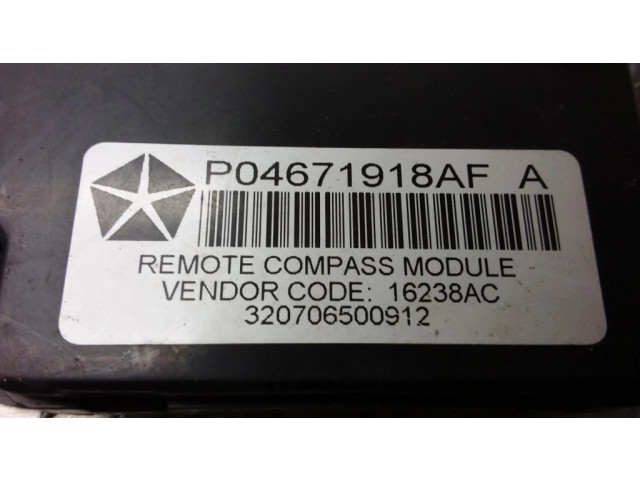 P04671918AF A
REMOTE COMPASS MODULE
VENDOR CODE: 16238AC
320706500912